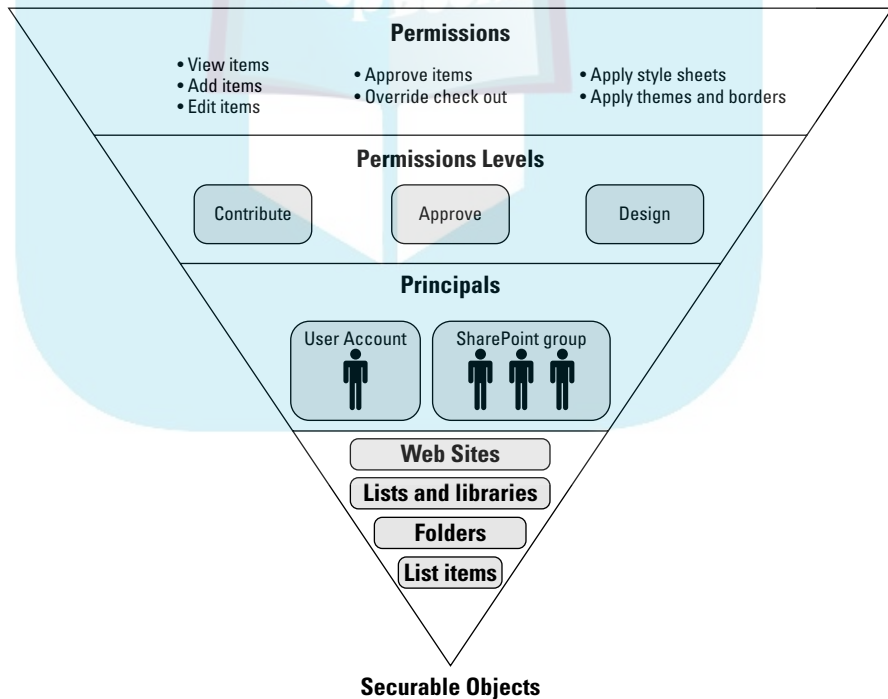 Permissions
• View items
• Add items
• Edit items
• Approve items
• Override check out
• Apply style sheets
• Apply themes and borders
Permissions Levels
Contribute
Approve
Design
Principals
User Account
SharePoint group
Web Sites
Lists and libraries
Folders
List items
Securable Objects